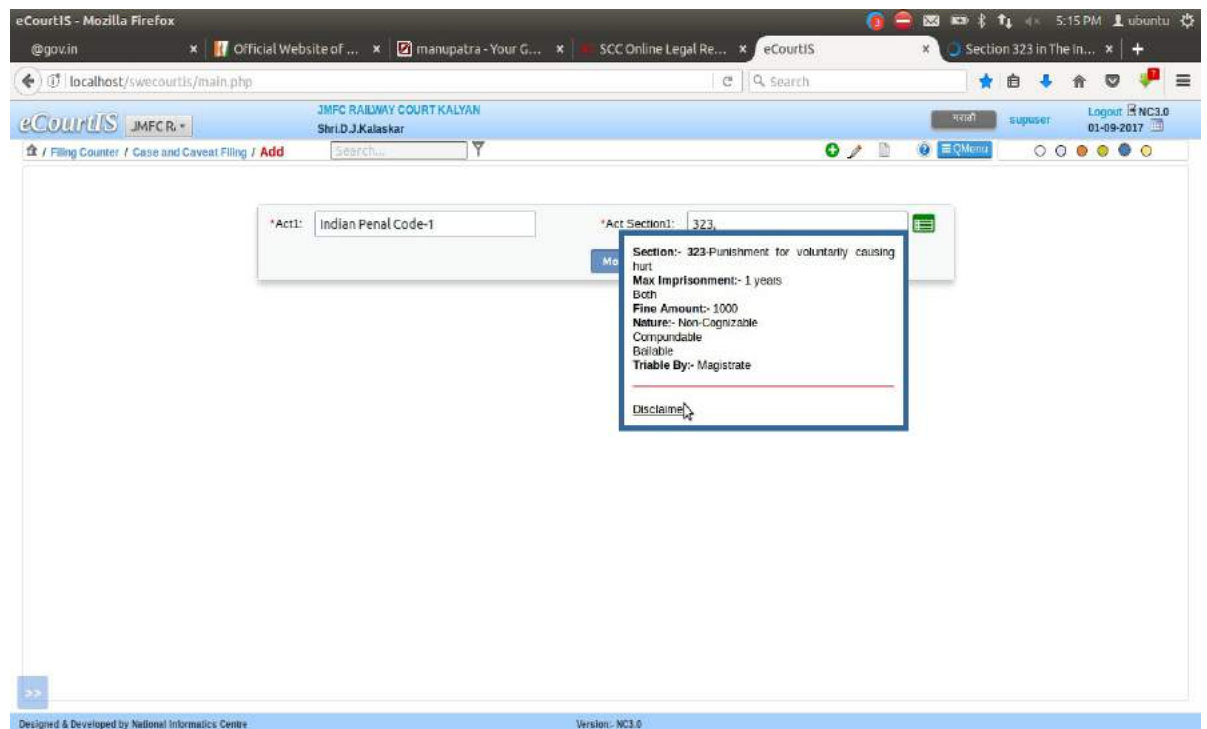 eCourtIS - Mozilla Firefox
3
5:15 PM ubuntu
@gov.in × Official Website of ... × manupatra - Your G... × SCC Online Legal Re... × eCourtIS × Section 323 in The In... × +
localhost/swecourtis/main.php
Search
7
eCourtIS
JMFC R.
JMFC RAILWAY COURT KALYAN
Shri.D.J.Kalaskar
मराठी
supuser
Logout NC3.0
01-09-2017
/ Filing Counter / Case and Caveat Filing / Add
Search...
QMenu
*Act1: Indian Penal Code-1
*Act Section1: 323,
Mo
Section:- 323-Punishment for voluntarily causing
hurt
Max Imprisonment:- 1 years
Both
Fine Amount:- 1000
Nature:- Non-Cognizable
Compundable
Bailable
Triable By:- Magistrate
Disclaime
>>
Designed & Developed by National Informatics Centre
Version:- NC3.0